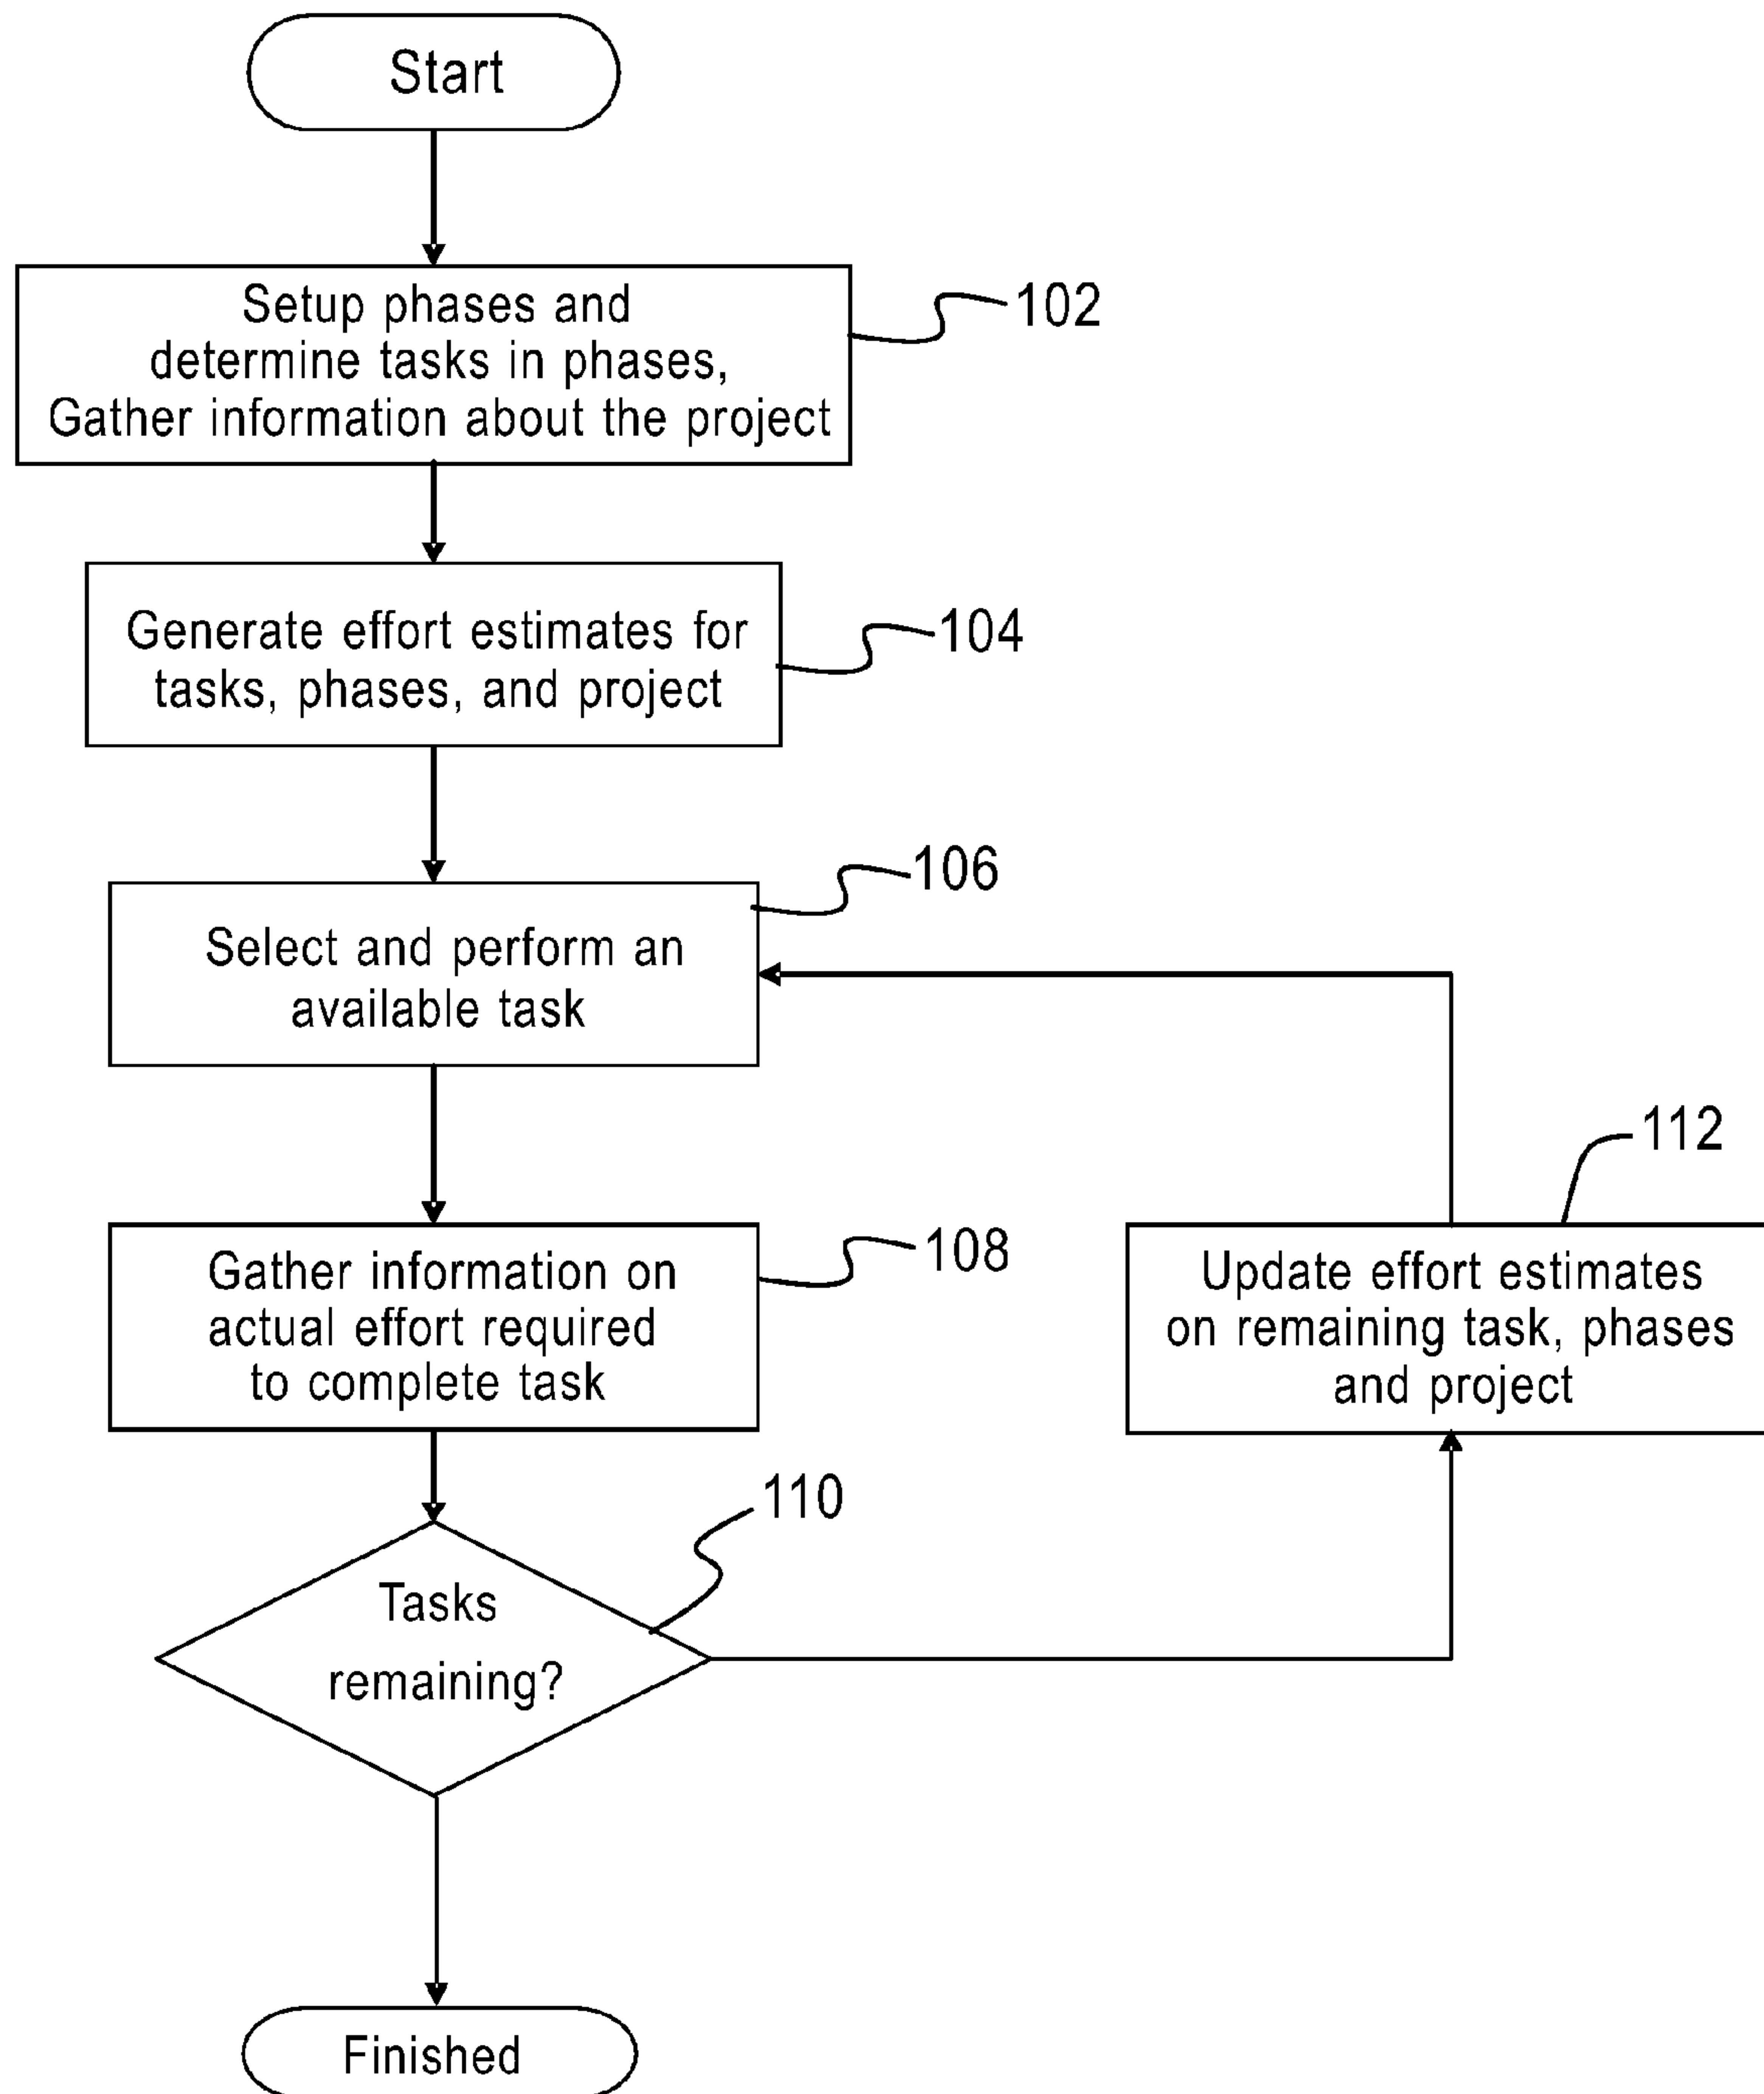 Start
Setup phases and
determine tasks in phases,
Gather information about the project
102
Generate effort estimates for
tasks, phases, and project
104
106
Select and perform an
available task
108
Gather information on
actual effort required
to complete task
112
Update effort estimates
on remaining task, phases
and project
110
Tasks
remaining?
Finished